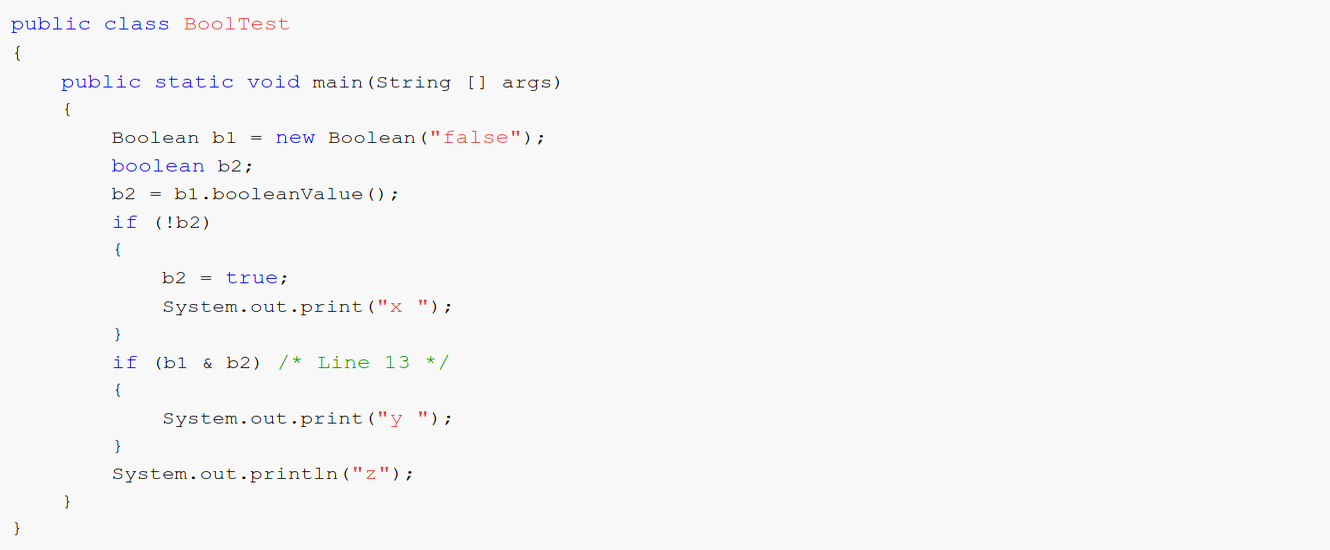 public class BoolTest
{
    public static void main(String [] args)
    {
        Boolean b1 = new Boolean("false");
        boolean b2;
        b2 = b1.booleanValue();
        if (!b2)
        {
            b2 = true;
            System.out.print("x ");
        }
        if (b1 & b2) /* Line 13 */
        {
            System.out.print("y ");
        }
        System.out.println("z");
    }
}